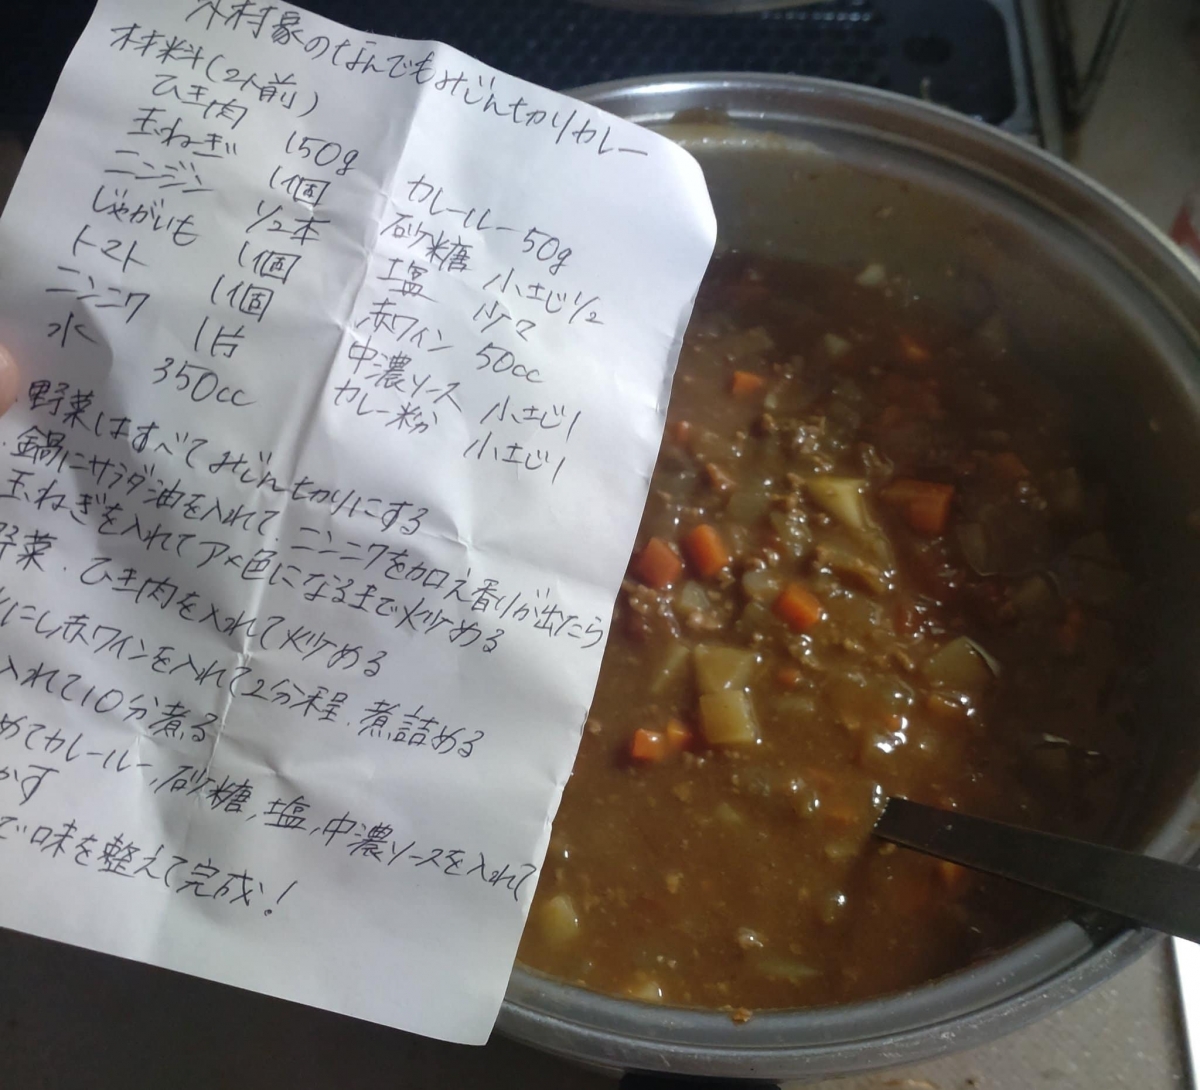 木村家のなんでもみじん切りカレー
材料(2人前)
ひき肉 150g
玉ねぎ 1個
ニンジン 1/2本
じゃがいも 1個
トマト 1個
ニンニク 1片
水 350cc
カレールー 50g
砂糖 小さじ1/2
塩 少々
赤ワイン 50cc
中濃ソース 小さじ1
カレー粉 小さじ1
野菜はすべてみじん切りにする
鍋にサラダ油を入れて、ニンニクを加え香りが出たら
玉ねぎを入れてアメ色になるまで炒める
野菜、ひき肉を入れて炒める
にし赤ワインを入れて2分程、煮詰める
入れて10分煮る
めてカレールー、砂糖、塩、中濃ソースを入れて
かす
で味を整えて完成!